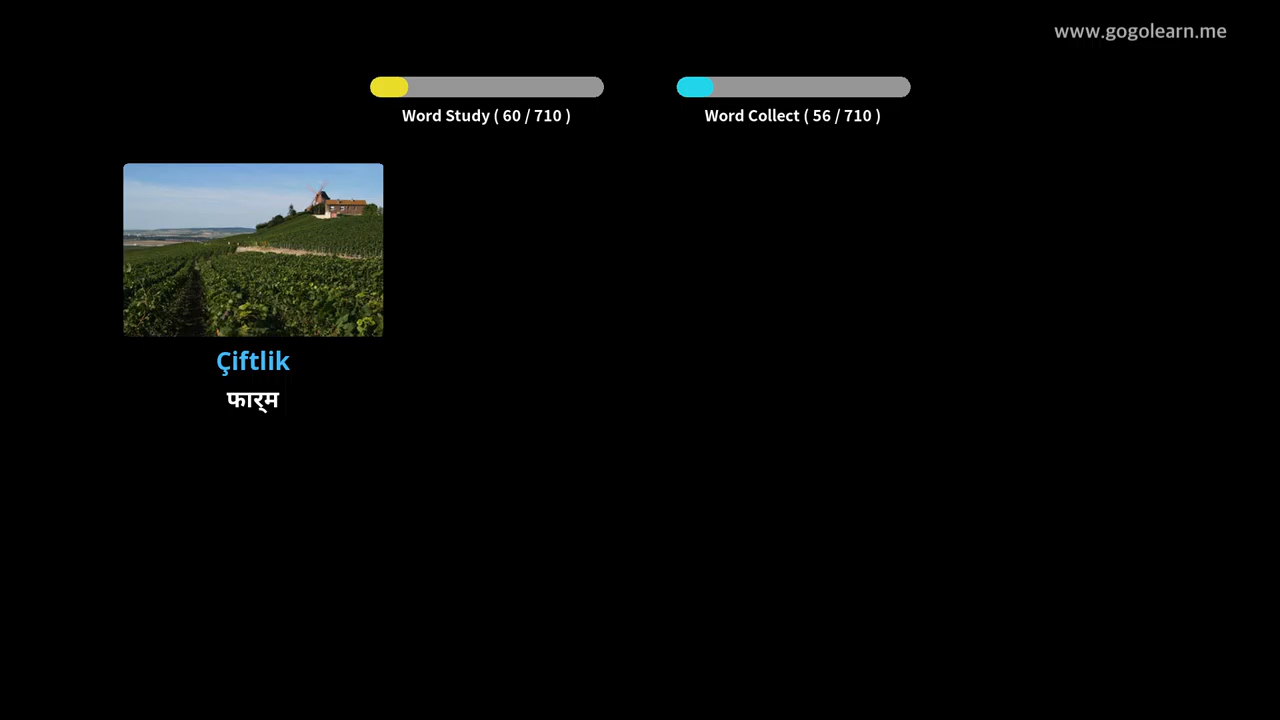 www.gogolearn.me
Word Study ( 60 / 710 )
Word Collect ( 56 / 710 )
Çiftlik
फार्म